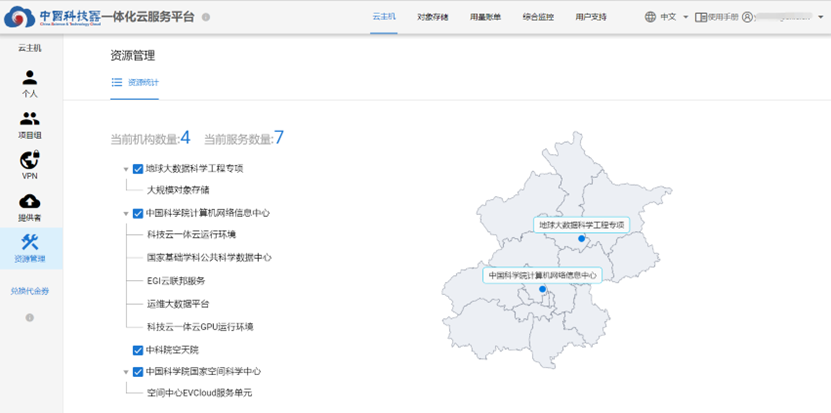 中国科技云一体化云服务平台
China Science & Technology Cloud
云主机
对象存储
用量账单
综合监控
用户支持
中文
使用手册
云主机
个人
项目组
VPN
提供者
资源管理
兑换代金券
资源管理
资源统计
当前机构数量:4 当前服务数量:7
地球大数据科学工程专项
大规模对象存储
中国科学院计算机网络信息中心
科技云一体云运行环境
国家基础学科公共科学数据中心
EGI云联邦服务
运维大数据平台
科技云一体云GPU运行环境
中科院空天院
中国科学院国家空间科学中心
空间中心EVCloud服务单元
地球大数据科学工程专项
中国科学院计算机网络信息中心